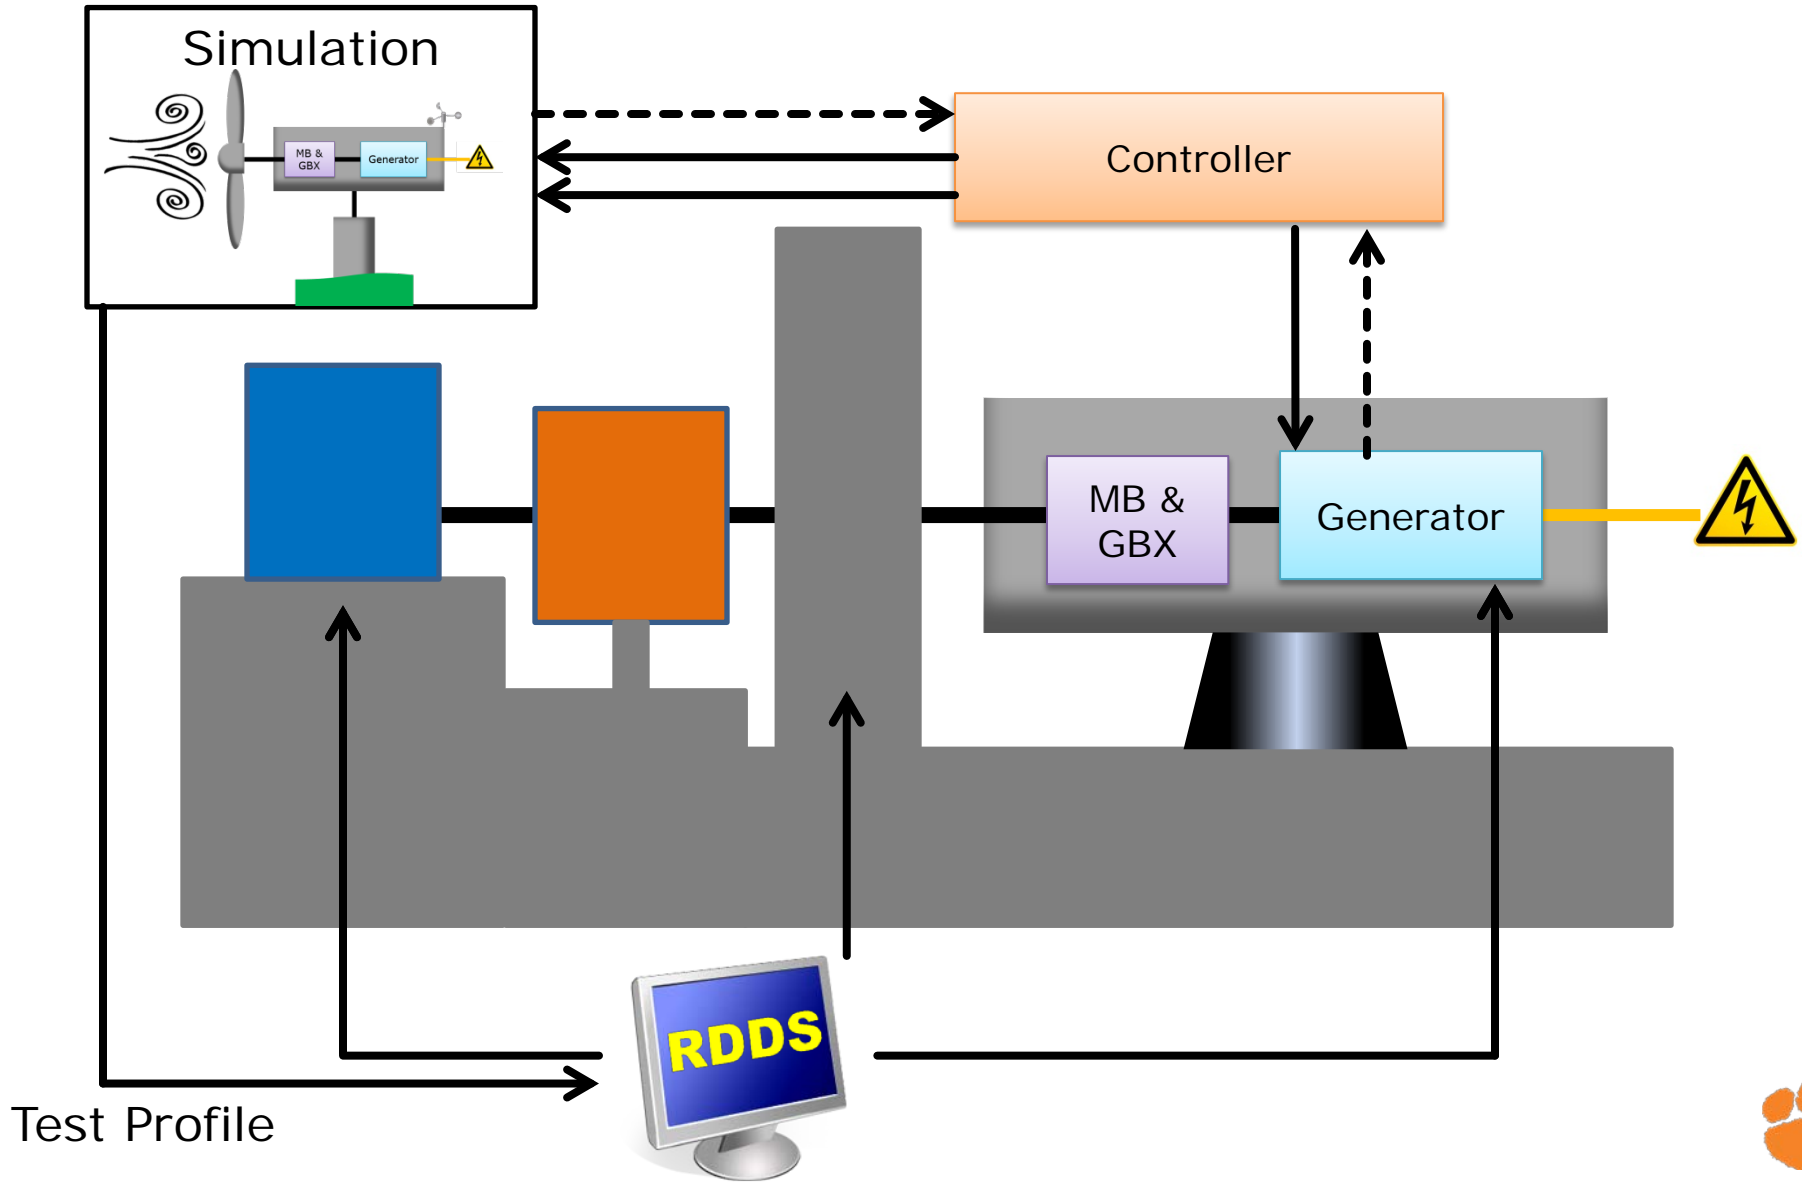 Simulation
MB &
GBX
Generator
Controller
MB &
GBX
Generator
RDDS
Test Profile